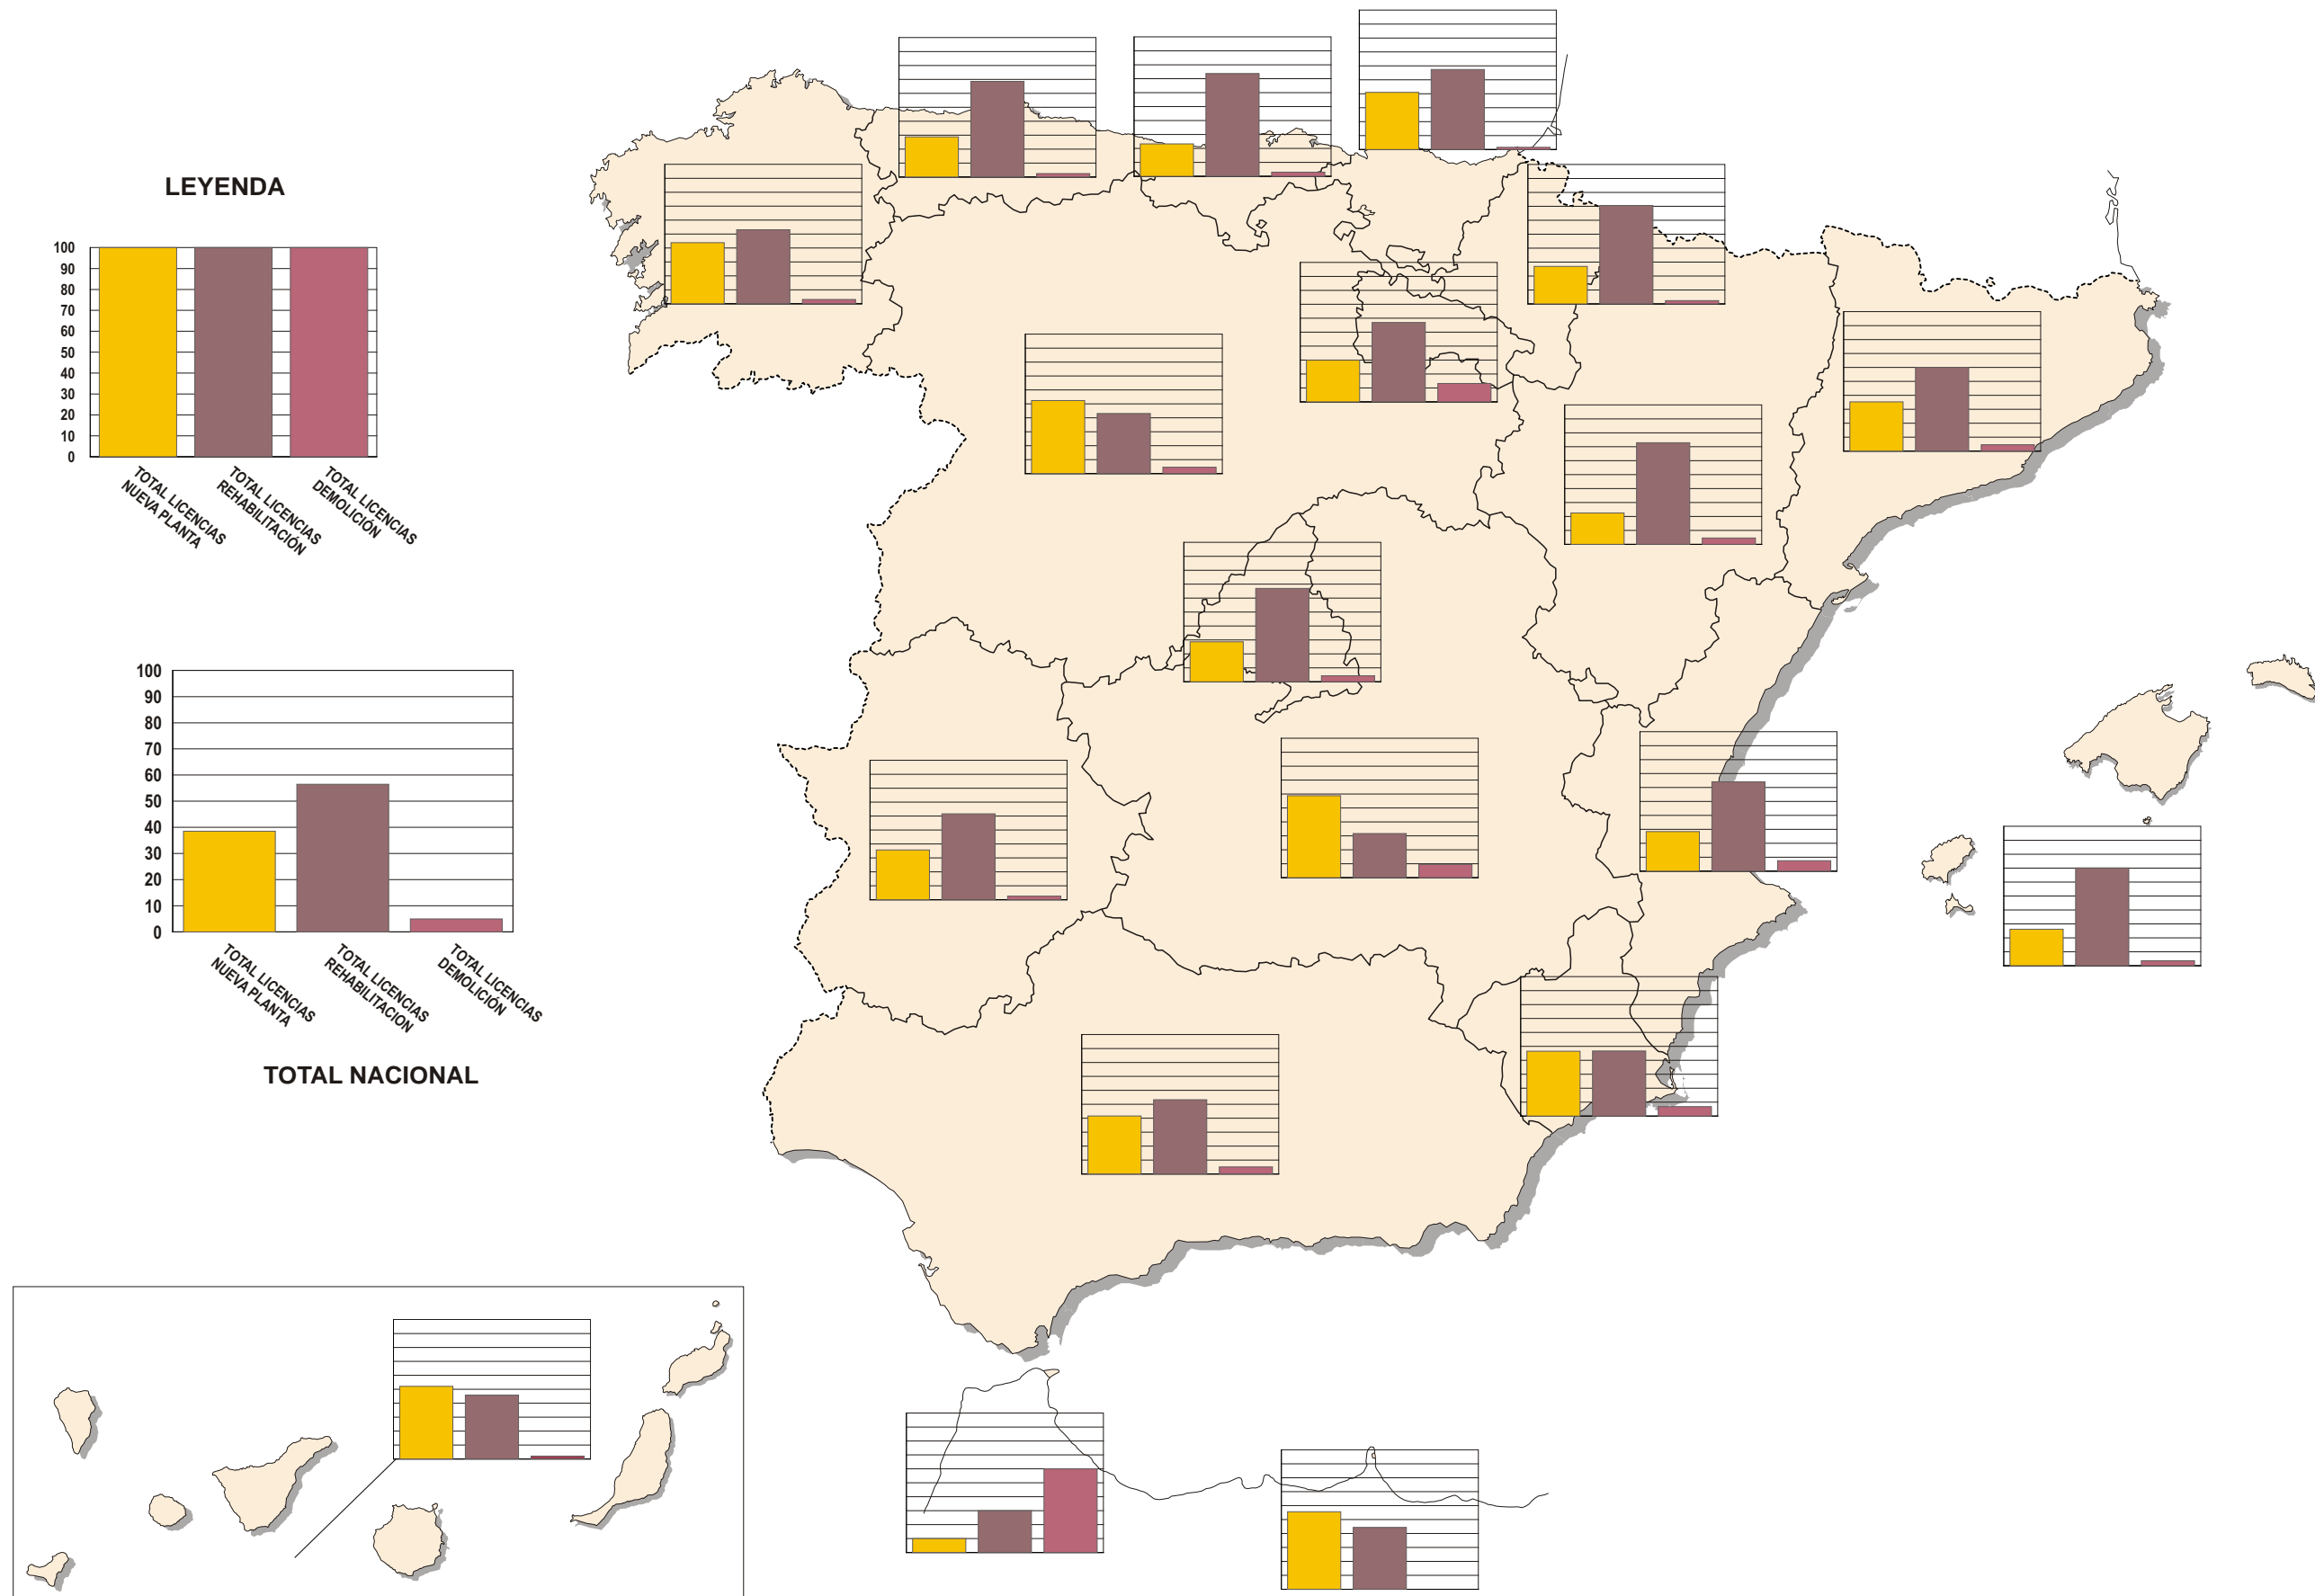 LEYENDA
100
90
80
70
60
50
40
30
20
10
0
TOTAL LICENCIAS
NUEVA PLANTA
TOTAL LICENCIAS
REHABILITACIÓN
TOTAL LICENCIAS
DEMOLICIÓN
100
90
80
70
60
50
40
30
20
10
0
TOTAL LICENCIAS
NUEVA PLANTA
TOTAL LICENCIAS
REHABILITACION
TOTAL LICENCIAS
DEMOLICIÓN
TOTAL NACIONAL